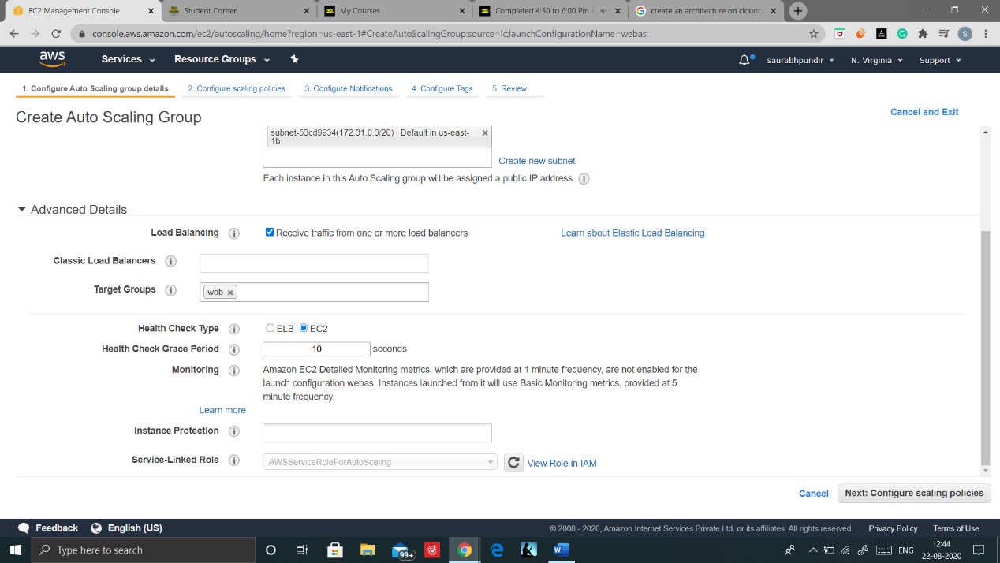 EC2 Management Console
Student Corner
My Courses
Completed 4:30 to 6:00 Pm
create an architecture on cloudc
console.aws.amazon.com/ec2/autoscaling/home?region=us-east-1#CreateAutoScalingGroup:source=lc;launchConfigurationName=webas
S
aws
Services
Resource Groups
saurabhpundir
N. Virginia
Support
1. Configure Auto Scaling group details
2. Configure scaling policies
3. Configure Notifications
4. Configure Tags
5. Review
Create Auto Scaling Group
Cancel and Exit
subnet-53cd9934(172.31.0.0/20) | Default in us-east-
1b
Create new subnet
Each instance in this Auto Scaling group will be assigned a public IP address.
Advanced Details
Load Balancing
Receive traffic from one or more load balancers
Learn about Elastic Load Balancing
Classic Load Balancers
Target Groups
web
Health Check Type
ELB
EC2
Health Check Grace Period
10
seconds
Monitoring
Amazon EC2 Detailed Monitoring metrics, which are provided at 1 minute frequency, are not enabled for the
launch configuration webas. Instances launched from it will use Basic Monitoring metrics, provided at 5
minute frequency.
Learn more
Instance Protection
Service-Linked Role
AWSServiceRoleForAutoScaling
View Role in IAM
Cancel
Next: Configure scaling policies
Feedback
English (US)
© 2008 - 2020, Amazon Internet Services Private Ltd. or its affiliates. All rights reserved.
Privacy Policy
Terms of Use
Type here to search
99+
ENG
12:44
22-08-2020